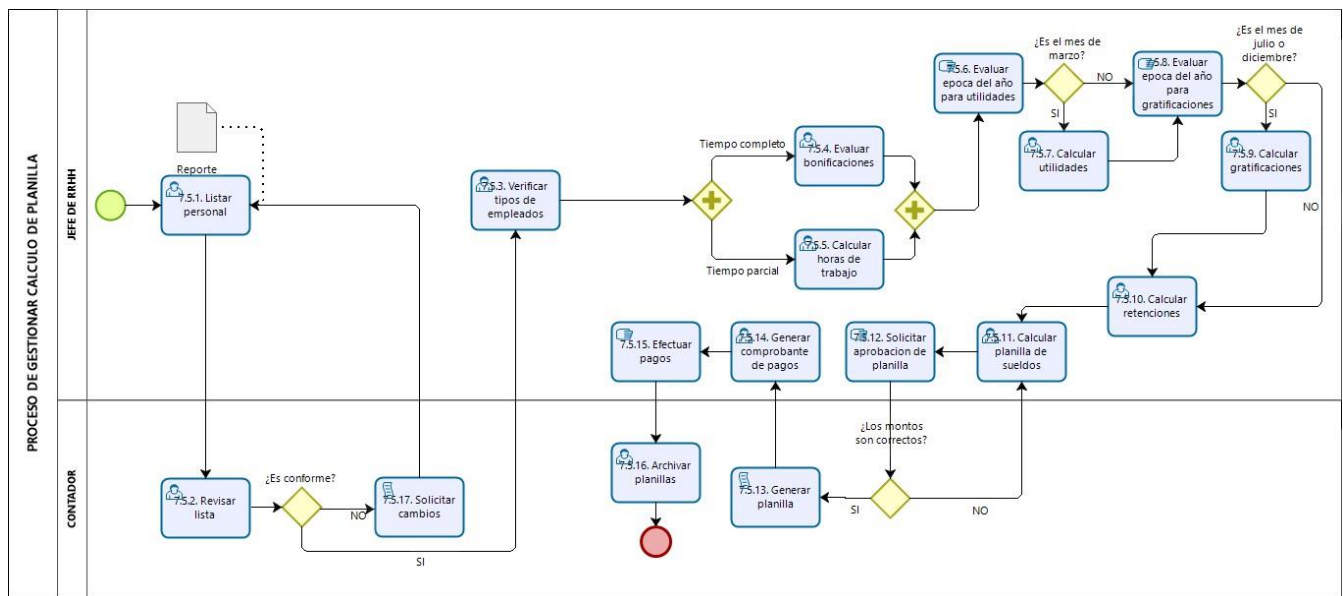 PROCESO DE GESTIONAR CALCULO DE PLANILLA
JEFE DE RRHH
Reporte
7.5.1. Listar
personal
7.5.3. Verificar
tipos de
empleados
Tiempo completo
Tiempo parcial
7.5.4. Evaluar
bonificaciones
7.5.5. Calcular
horas de
trabajo
7.5.6. Evaluar
epoca del año
para utilidades
¿Es el mes de
marzo?
NO
SI
7.5.7. Calcular
utilidades
7.5.8. Evaluar
epoca del año
para
gratificaciones
¿Es el mes de
julio o
diciembre?
SI
NO
7.5.9. Calcular
gratificaciones
7.5.10. Calcular
retenciones
7.5.11. Calcular
planilla de
sueldos
7.5.12. Solicitar
aprobacion de
planilla
7.5.14. Generar
comprobante
de pagos
7.5.15. Efectuar
pagos
CONTADOR
7.5.2. Revisar
lista
¿Es conforme?
NO
SI
7.5.17. Solicitar
cambios
7.5.16. Archivar
planillas
7.5.13. Generar
planilla
¿Los montos
son correctos?
SI
NO